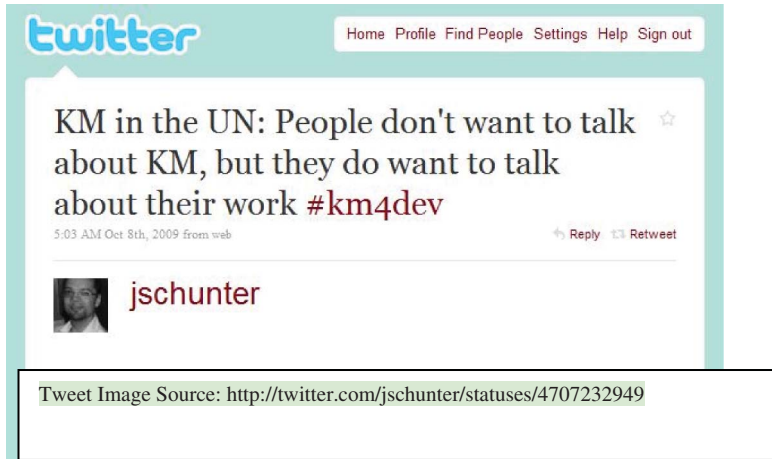 twitter
Home Profile Find People Settings Help Sign out
KM in the UN: People don't want to talk
about KM, but they do want to talk
about their work #km4dev
5:03 AM Oct 8th, 2009 from web
Reply Retweet
jschunter
Tweet Image Source: http://twitter.com/jschunter/statuses/4707232949